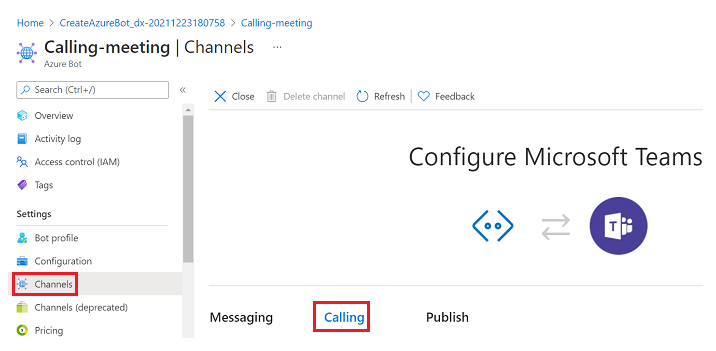 Home > CreateAzureBot_dx-20211223180758 > Calling-meeting
Calling-meeting | Channels ...
Azure Bot
Search (Ctrl+/) «
Close Delete channel Refresh Feedback
Overview
Activity log
Access control (IAM)
Tags
Settings
Bot profile
Configuration
Channels
Channels (deprecated)
Pricing
Configure Microsoft Teams
T
Messaging Calling Publish